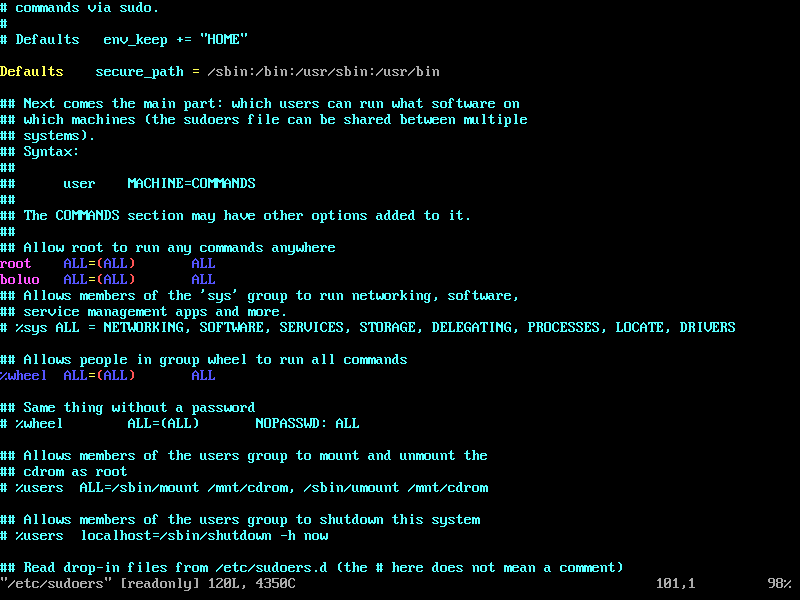 # commands via sudo.
#
# Defaults   env_keep += "HOME"

Defaults    secure_path = /sbin:/bin:/usr/sbin:/usr/bin

## Next comes the main part: which users can run what software on
## which machines (the sudoers file can be shared between multiple
## systems).
## Syntax:
##
##      user    MACHINE=COMMANDS
##
## The COMMANDS section may have other options added to it.
##
## Allow root to run any commands anywhere
root    ALL=(ALL)       ALL
boluo   ALL=(ALL)       ALL
## Allows members of the 'sys' group to run networking, software,
## service management apps and more.
# %sys ALL = NETWORKING, SOFTWARE, SERVICES, STORAGE, DELEGATING, PROCESSES, LOCATE, DRIVERS

## Allows people in group wheel to run all commands
%wheel  ALL=(ALL)       ALL

## Same thing without a password
# %wheel        ALL=(ALL)       NOPASSWD: ALL

## Allows members of the users group to mount and unmount the
## cdrom as root
# %users  ALL=/sbin/mount /mnt/cdrom, /sbin/umount /mnt/cdrom

## Allows members of the users group to shutdown this system
# %users  localhost=/sbin/shutdown -h now

## Read drop-in files from /etc/sudoers.d (the # here does not mean a comment)
"/etc/sudoers" [readonly] 120L, 4350C                                             101,1         98%